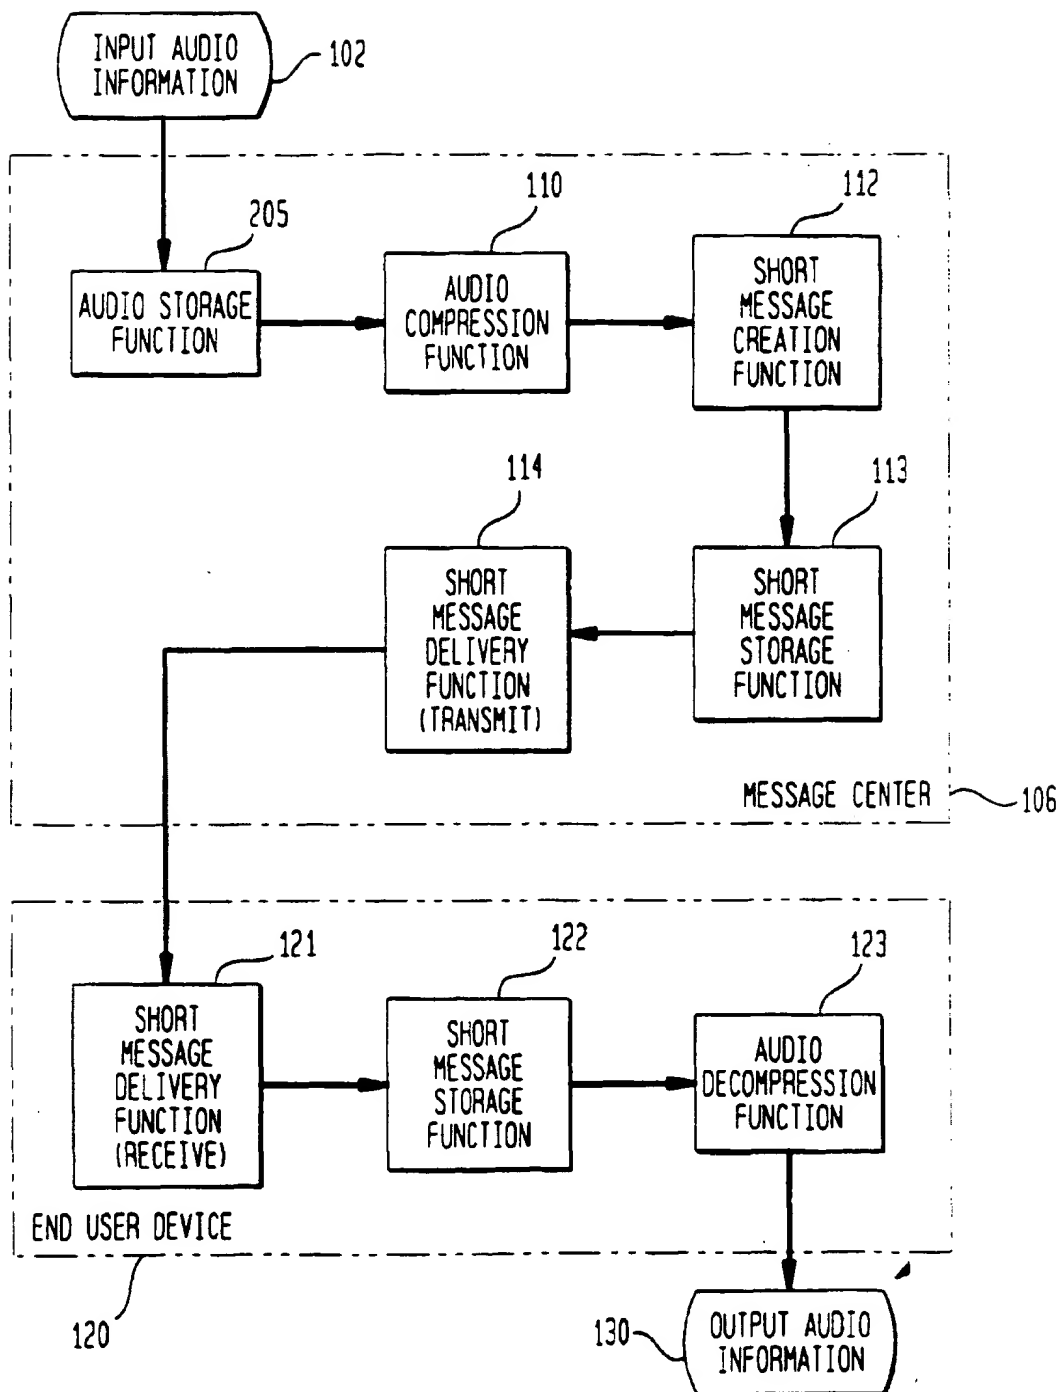 INPUT AUDIO
INFORMATION
102
205
110
112
AUDIO STORAGE
FUNCTION
AUDIO
COMPRESSION
FUNCTION
SHORT
MESSAGE
CREATION
FUNCTION
114
113
SHORT
MESSAGE
DELIVERY
FUNCTION
(TRANSMIT)
SHORT
MESSAGE
STORAGE
FUNCTION
MESSAGE CENTER
106
121
122
123
SHORT
MESSAGE
DELIVERY
FUNCTION
(RECEIVE)
SHORT
MESSAGE
STORAGE
FUNCTION
AUDIO
DECOMPRESSION
FUNCTION
END USER DEVICE
120
130
OUTPUT AUDIO
INFORMATION